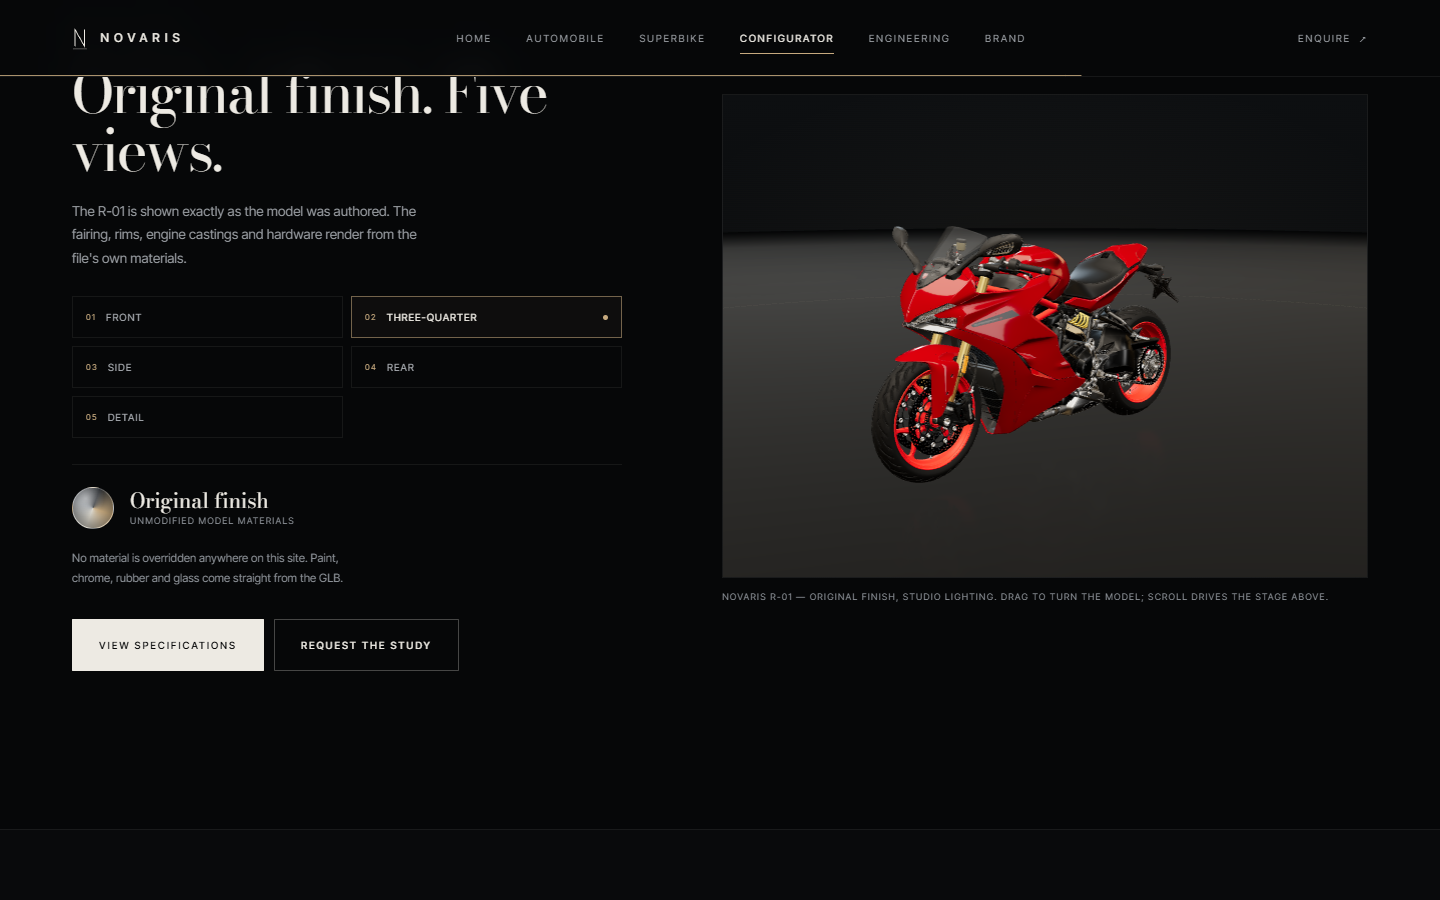 NOVARIS
HOME AUTOMOBILE SUPERBIKE CONFIGURATOR ENGINEERING BRAND ENQUIRE ↗
Original finish. Five
views.
The R-01 is shown exactly as the model was authored. The
fairing, rims, engine castings and hardware render from the
file's own materials.
01 FRONT
02 THREE-QUARTER
03 SIDE
04 REAR
05 DETAIL
Original finish
UNMODIFIED MODEL MATERIALS
No material is overridden anywhere on this site. Paint,
chrome, rubber and glass come straight from the GLB.
VIEW SPECIFICATIONS
REQUEST THE STUDY
NOVARIS R-01 — ORIGINAL FINISH, STUDIO LIGHTING. DRAG TO TURN THE MODEL; SCROLL DRIVES THE STAGE ABOVE.